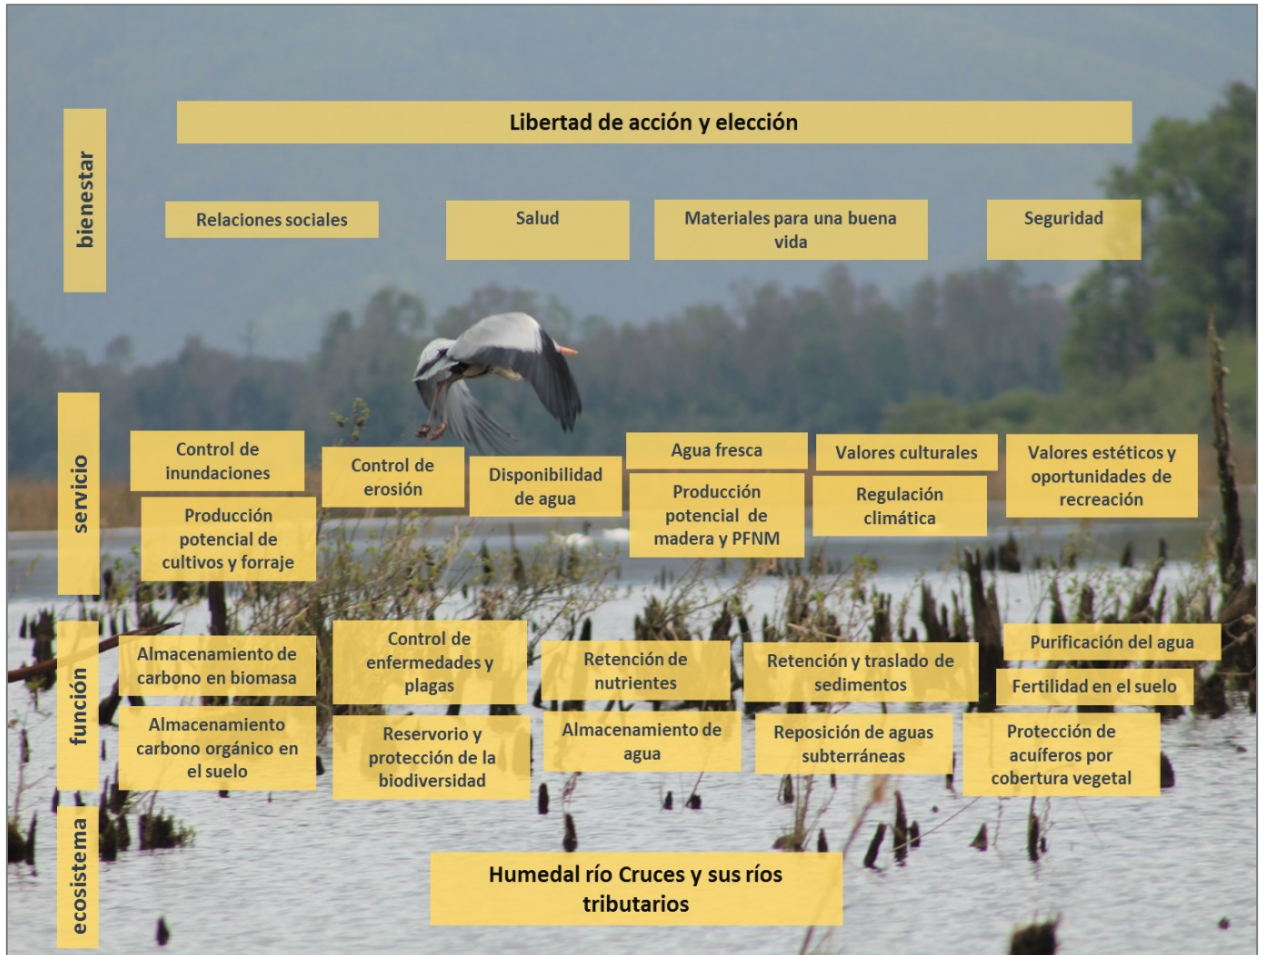 bienestar
Libertad de acción y elección
Relaciones sociales
Salud
Materiales para una buena
vida
Seguridad
servicio
Control de
inundaciones
Control de
erosión
Disponibilidad
de agua
Agua fresca
Valores culturales
Valores estéticos y
oportunidades de
recreación
Producción
potencial de
cultivos y forraje
Producción
potencial de
madera y PFNM
Regulación
climática
función
Almacenamiento de
carbono en biomasa
Control de
enfermedades y
plagas
Retención de
nutrientes
Retención y traslado de
sedimentos
Purificación del agua
Fertilidad en el suelo
Almacenamiento
carbono orgánico en
el suelo
Reservorio y
protección de la
biodiversidad
Almacenamiento de
agua
Reposición de aguas
subterráneas
Protección de
acuíferos por
cobertura vegetal
ecosistema
Humedal río Cruces y sus ríos
tributarios